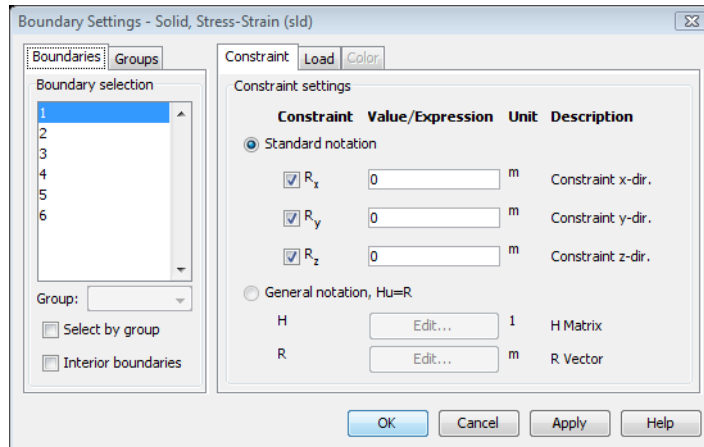 Boundary Settings - Solid, Stress-Strain (sld)
Boundaries Groups
Constraint Load Color
Boundary selection
1
2
3
4
5
6
Group:
Select by group
Interior boundaries
Constraint settings
Constraint Value/Expression Unit Description
Standard notation
Rx 0 m Constraint x-dir.
Ry 0 m Constraint y-dir.
Rz 0 m Constraint z-dir.
General notation, Hu=R
H Edit... 1 H Matrix
R Edit... m R Vector
OK Cancel Apply Help